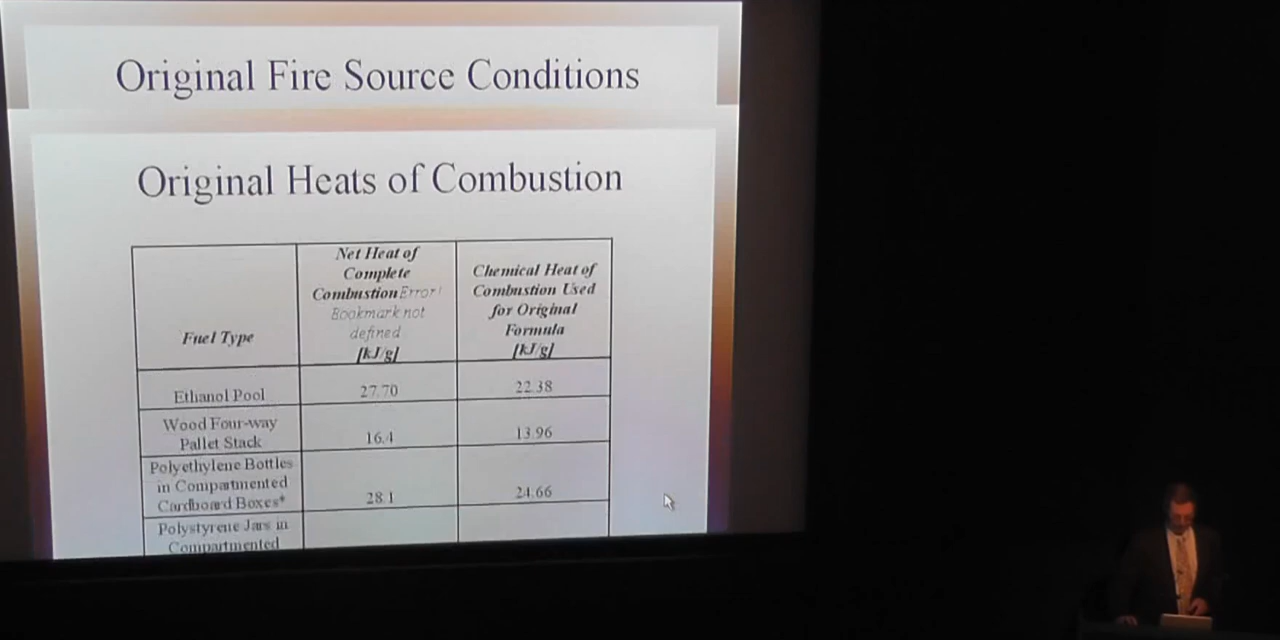 Original Fire Source Conditions
Original Heats of Combustion
Fuel Type
Net Heat of
Complete
Combustion Error!
Bookmark not
defined
[kJ/g]
Chemical Heat of
Combustion Used
for Original
Formula
[kJ/g]
Ethanol Pool
27.70
22.38
Wood Four-way
Pallet Stack
16.4
13.96
Polyethylene Bottles
in Compartmented
Cardboard Boxes*
28.1
24.66
Polystyrene Jars in
Compartmented